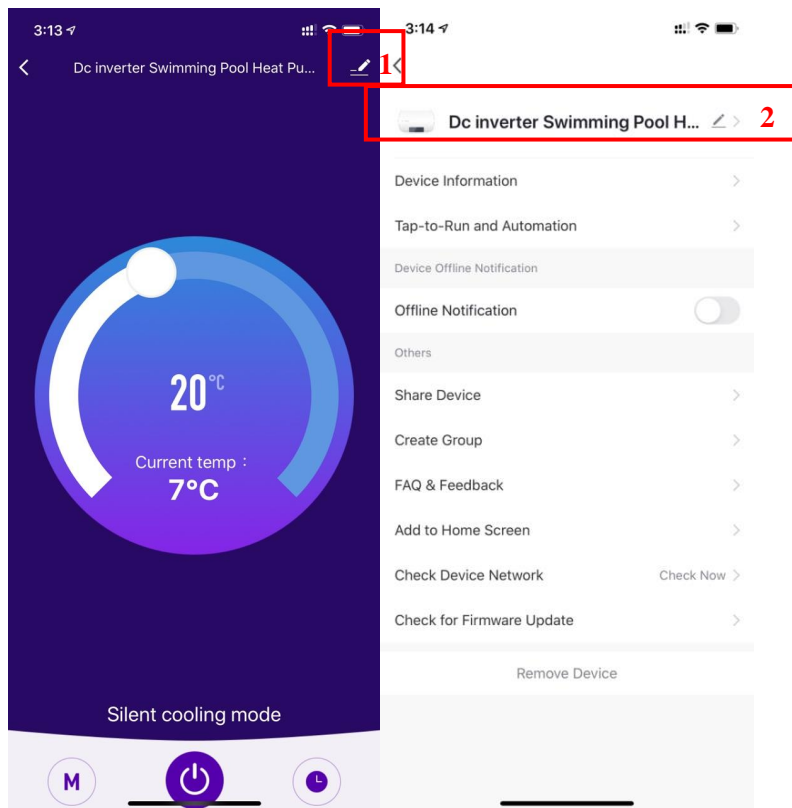 3:13
Dc inverter Swimming Pool Heat Pu...
1
20°C
Current temp :
7°C
Silent cooling mode
M
3:14
Dc inverter Swimming Pool H...
2
Device Information
Tap-to-Run and Automation
Device Offline Notification
Offline Notification
Others
Share Device
Create Group
FAQ & Feedback
Add to Home Screen
Check Device Network Check Now
Check for Firmware Update
Remove Device